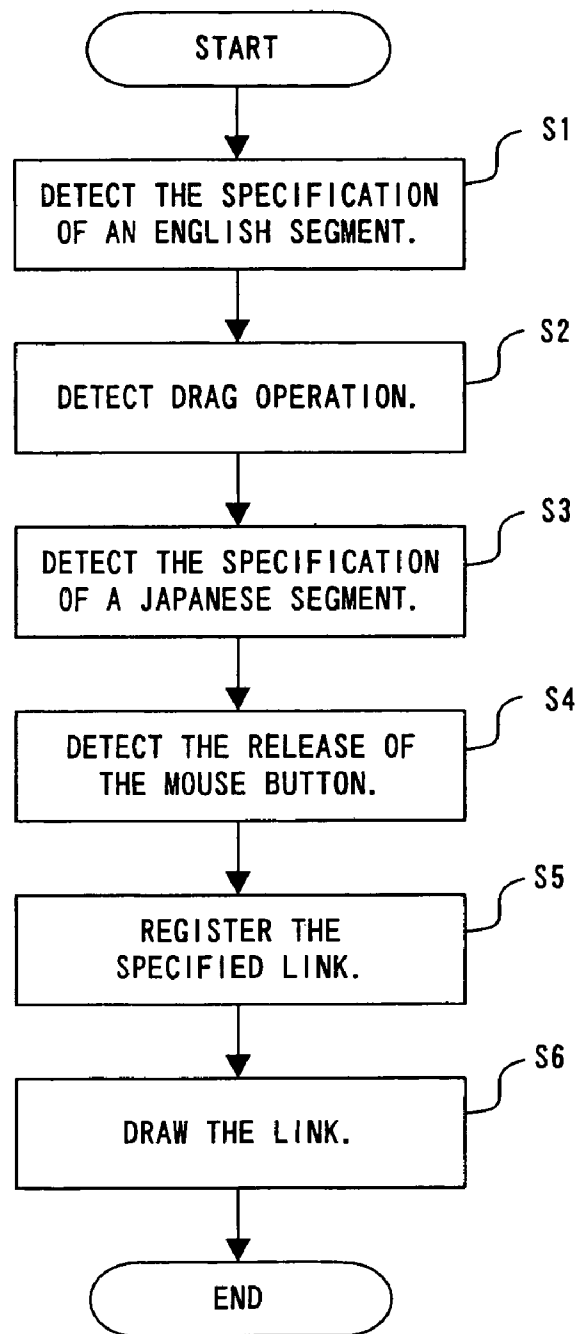 START
S1
DETECT THE SPECIFICATION
OF AN ENGLISH SEGMENT.
S2
DETECT DRAG OPERATION.
S3
DETECT THE SPECIFICATION
OF A JAPANESE SEGMENT.
S4
DETECT THE RELEASE OF
THE MOUSE BUTTON.
S5
REGISTER THE
SPECIFIED LINK.
S6
DRAW THE LINK.
END